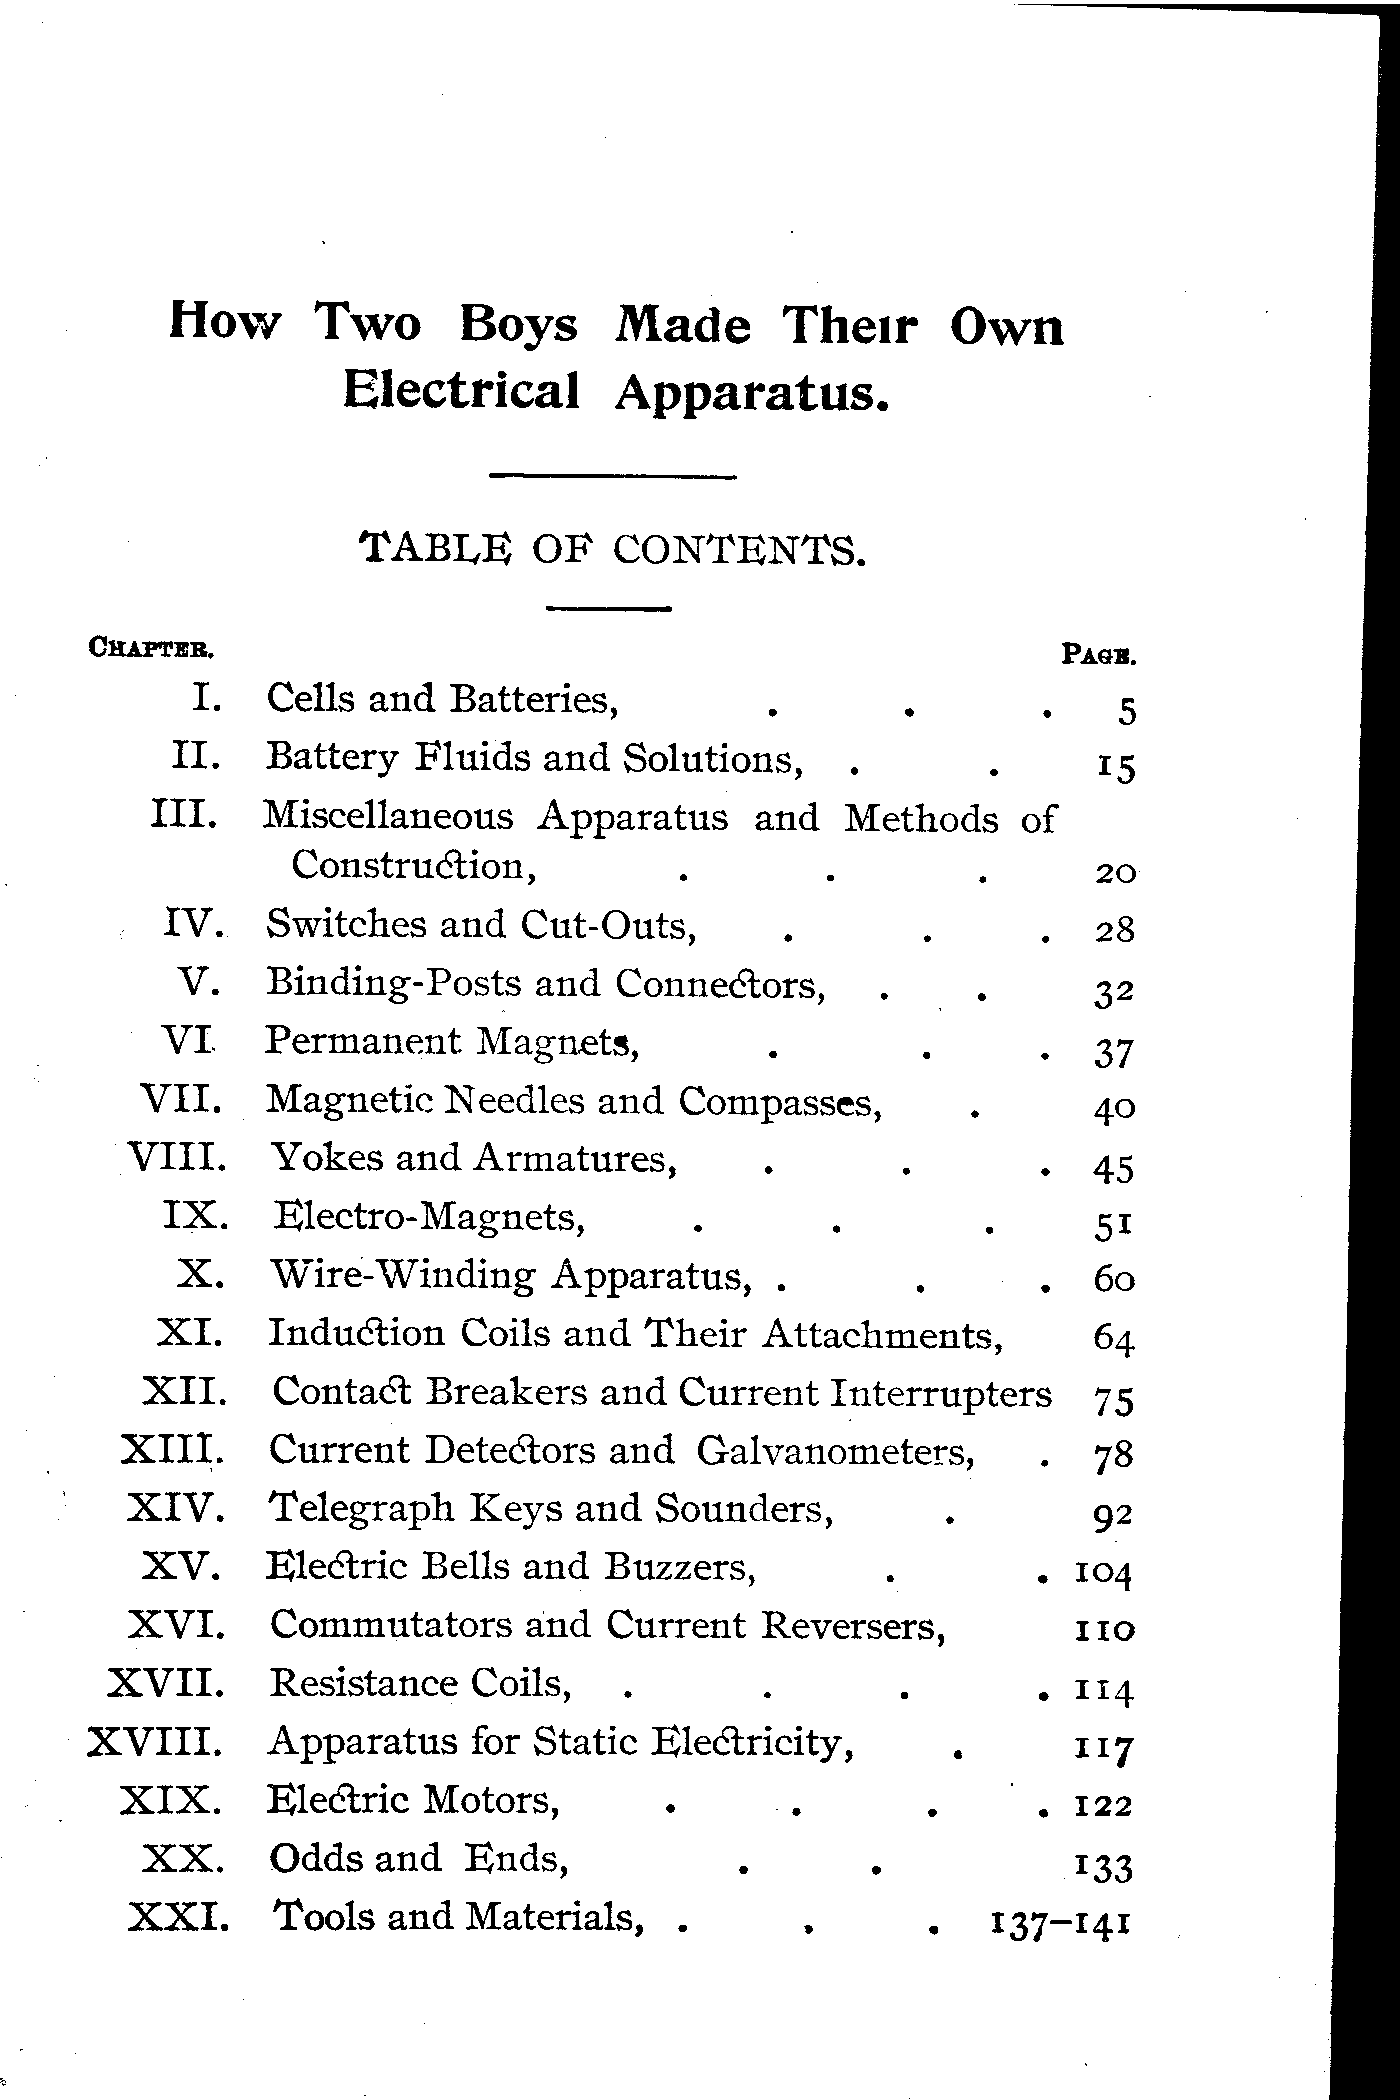 How Two Boys Made Their Own
Electrical Apparatus.
TABLE OF CONTENTS.
CHAPTER. PAGE.
I. Cells and Batteries, . . . 5
II. Battery Fluids and Solutions, . . 15
III. Miscellaneous Apparatus and Methods of
Construction, . . . 20
IV. Switches and Cut-Outs, . . . 28
V. Binding-Posts and Connectors, . . 32
VI. Permanent Magnets, . . . 37
VII. Magnetic Needles and Compasses, . 40
VIII. Yokes and Armatures, . . . 45
IX. Electro-Magnets, . . . 51
X. Wire-Winding Apparatus, . . . 60
XI. Induction Coils and Their Attachments, 64
XII. Contact Breakers and Current Interrupters 75
XIII. Current Detectors and Galvanometers, . 78
XIV. Telegraph Keys and Sounders, . 92
XV. Electric Bells and Buzzers, . . 104
XVI. Commutators and Current Reversers, 110
XVII. Resistance Coils, . . . . 114
XVIII. Apparatus for Static Electricity, . 117
XIX. Electric Motors, . . . . 122
XX. Odds and Ends, . . 133
XXI. Tools and Materials, . . . 137–141